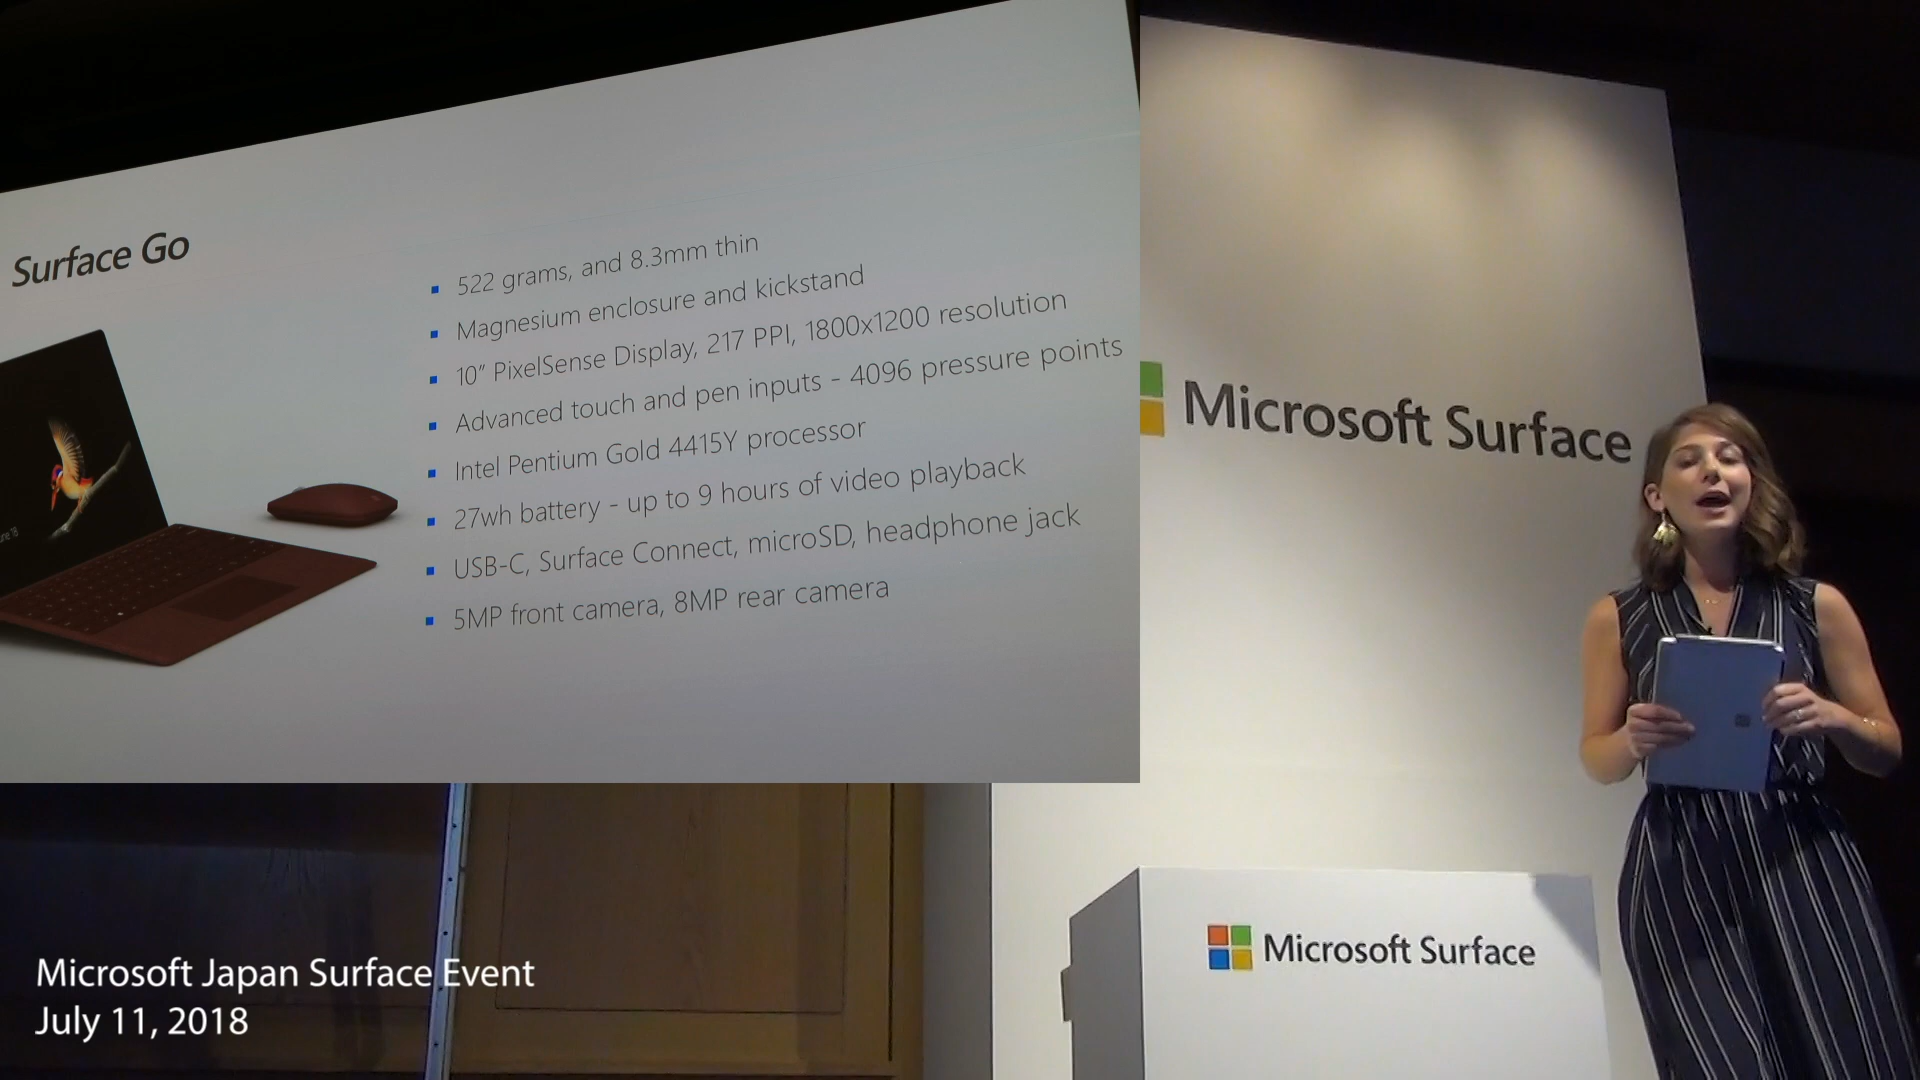 Surface Go
522 grams, and 8.3mm thin
Magnesium enclosure and kickstand
10" PixelSense Display, 217 PPI, 1800x1200 resolution
Advanced touch and pen inputs - 4096 pressure points
Intel Pentium Gold 4415Y processor
27wh battery - up to 9 hours of video playback
USB-C, Surface Connect, microSD, headphone jack
5MP front camera, 8MP rear camera
Microsoft Surface
Microsoft Surface
Microsoft Japan Surface Event
July 11, 2018